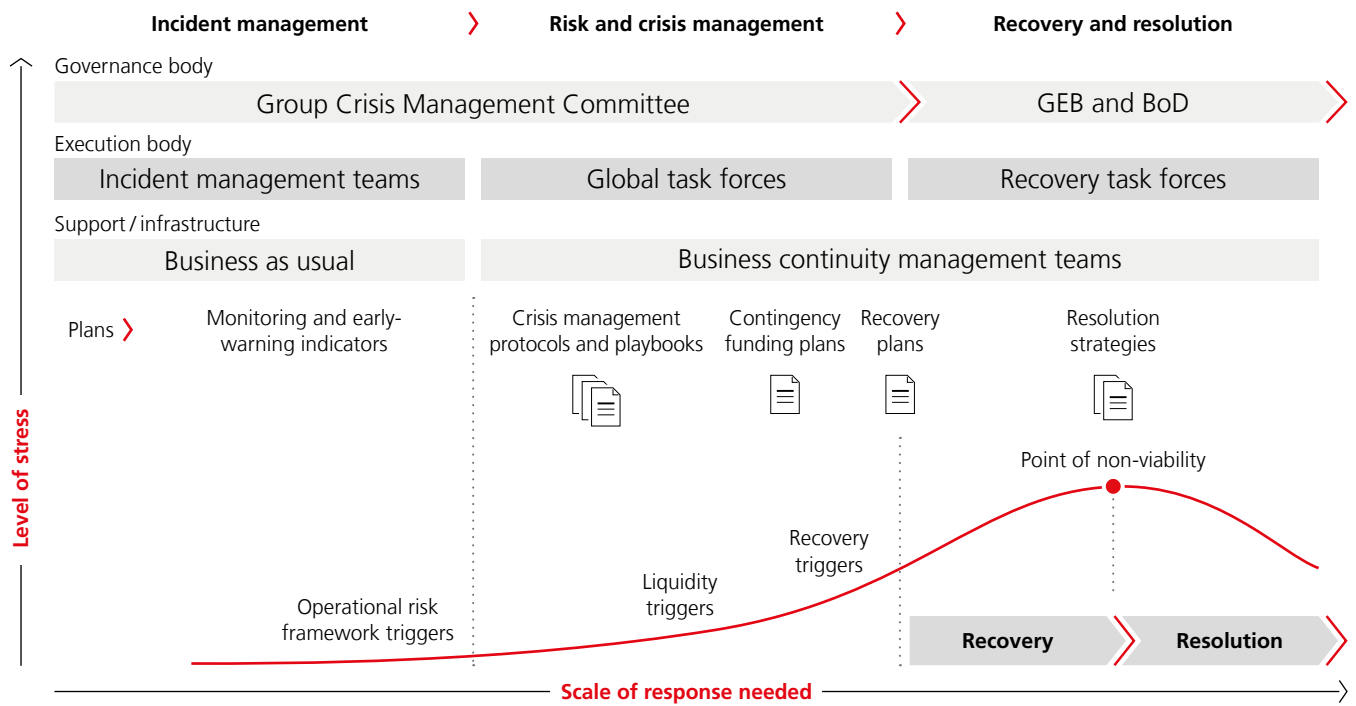 Incident management
Risk and crisis management
Recovery and resolution
Governance body
Group Crisis Management Committee
GEB and BoD
Execution body
Incident management teams
Global task forces
Recovery task forces
Support / infrastructure
Business as usual
Business continuity management teams
Plans
Monitoring and early-
warning indicators
Crisis management
protocols and playbooks
Contingency
funding plans
Recovery
plans
Resolution
strategies
Level of stress
Point of non-viability
Recovery
triggers
Liquidity
triggers
Operational risk
framework triggers
Recovery
Resolution
Scale of response needed